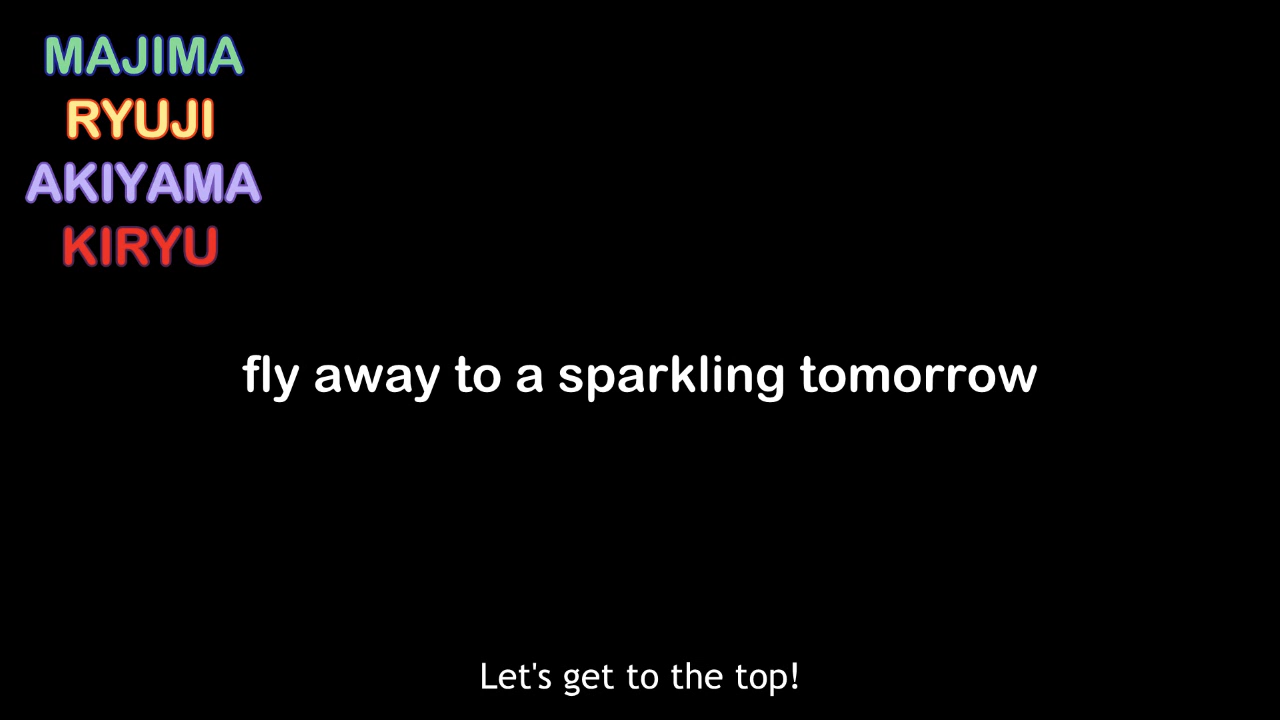 MAJIMA
RYUJI
AKIYAMA
KIRYU
fly away to a sparkling tomorrow
Let's get to the top!